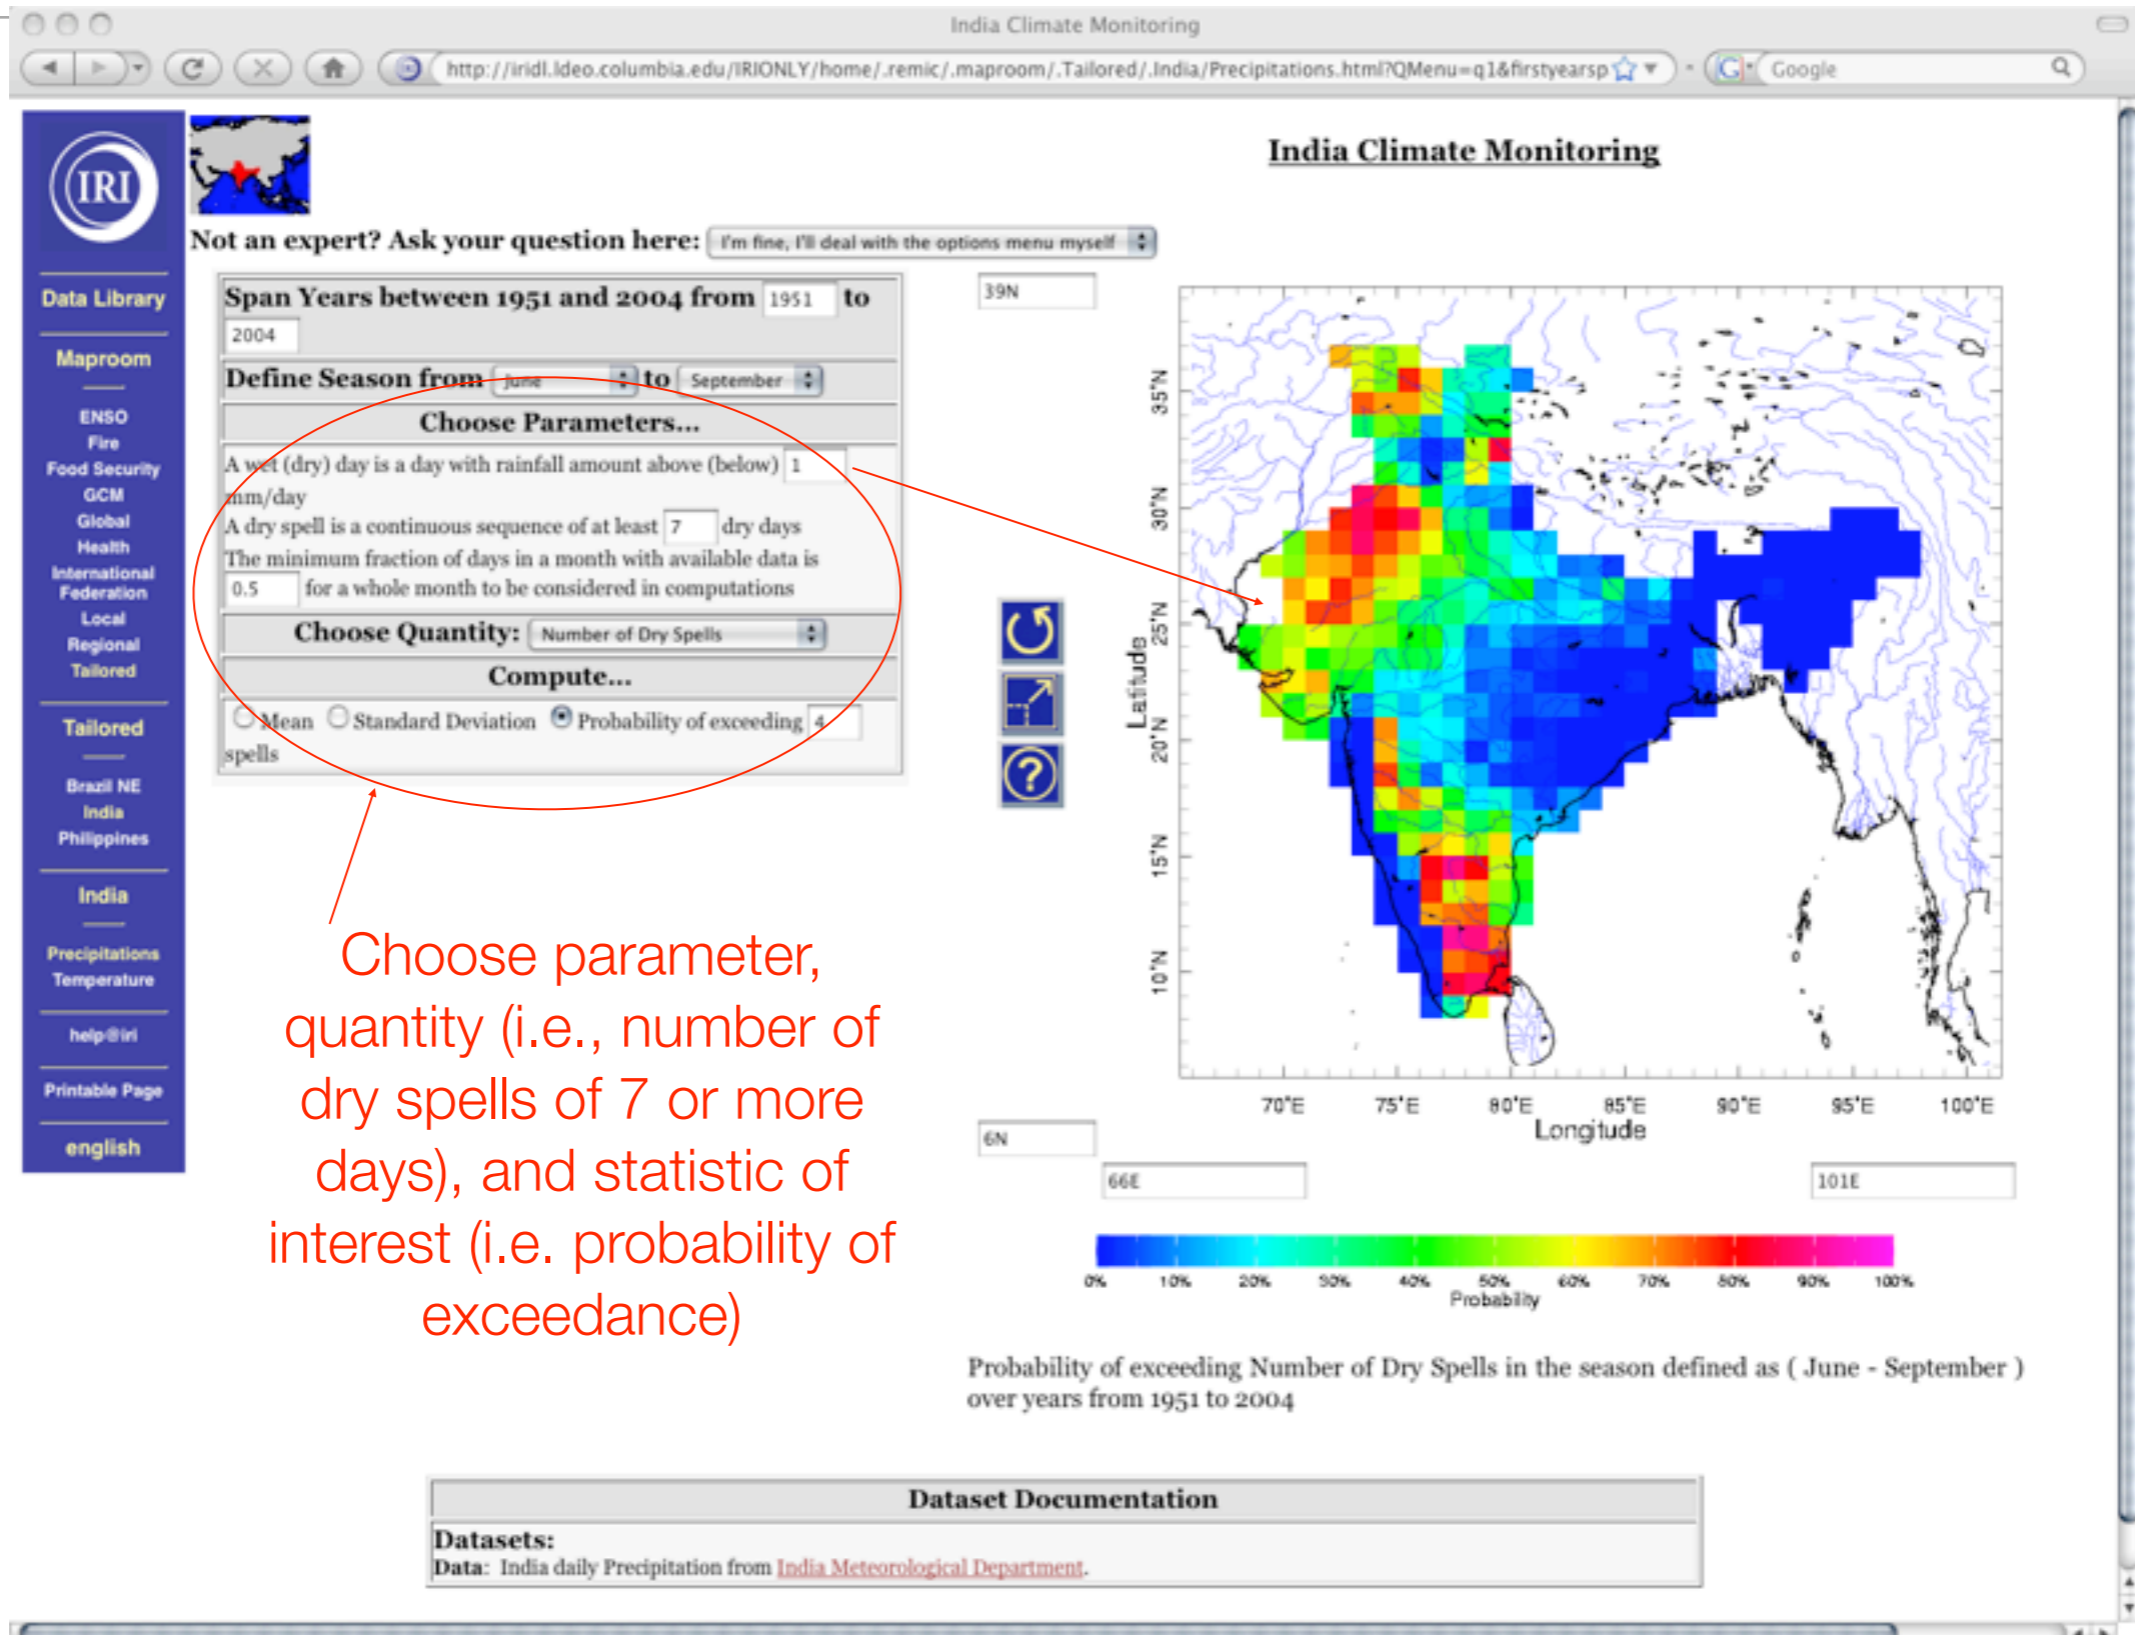 India Climate Monitoring
http://iridl.ldeo.columbia.edu/IRIONLY/home/.remic/.maproom/.Tailored/.India/Precipitations.html?QMenu=q1&firstyearsp
G Google
IRI
India Climate Monitoring
Not an expert? Ask your question here: I'm fine, I'll deal with the options menu myself
Data Library
Maproom
ENSO
Fire
Food Security
GCM
Global
Health
International
Federation
Local
Regional
Tailored
Tailored
Brazil NE
India
Philippines
India
Precipitations
Temperature
help@iri
Printable Page
english
Span Years between 1951 and 2004 from 1951 to
2004
Define Season from June to September
Choose Parameters...
A wet (dry) day is a day with rainfall amount above (below) 1
mm/day
A dry spell is a continuous sequence of at least 7 dry days
The minimum fraction of days in a month with available data is
0.5 for a whole month to be considered in computations
Choose Quantity: Number of Dry Spells
Compute...
Mean Standard Deviation Probability of exceeding 4
spells
Choose parameter,
quantity (i.e., number of
dry spells of 7 or more
days), and statistic of
interest (i.e. probability of
exceedance)
39N
?
6N
66E
101E
Latitude
35°N
30°N
25°N
20°N
15°N
10°N
70°E 75°E 80°E 85°E 90°E 95°E 100°E
Longitude
0% 10% 20% 30% 40% 50% 60% 70% 80% 90% 100%
Probability
Probability of exceeding Number of Dry Spells in the season defined as ( June - September )
over years from 1951 to 2004
Dataset Documentation
Datasets:
Data: India daily Precipitation from India Meteorological Department.